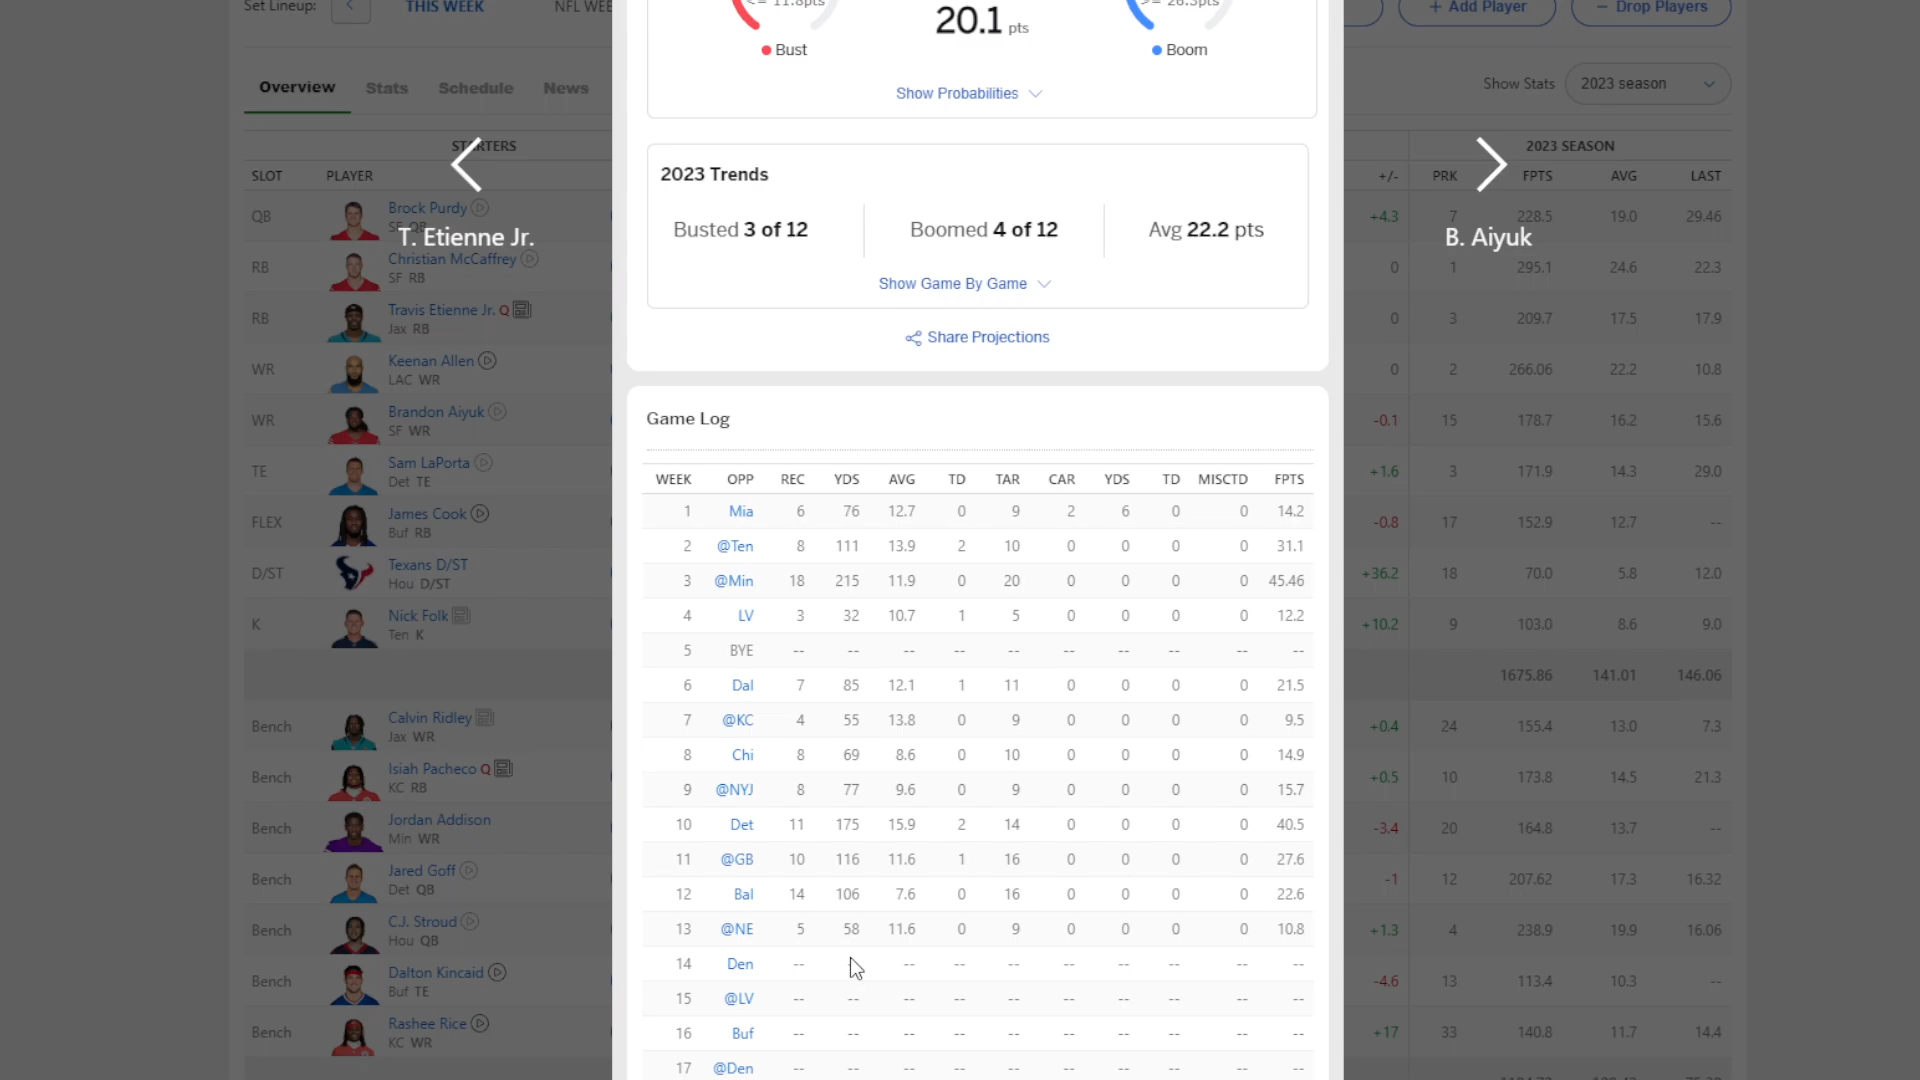 Set Lineup: THIS WEEK NFL WEE
+ Add Player − Drop Players
<= 11.8pts 20.1 pts >= 26.3pts
Bust Boom
Show Probabilities
Overview Stats Schedule News
Show Stats 2023 season
STARTERS 2023 SEASON
SLOT PLAYER +/- PRK FPTS AVG LAST
2023 Trends
Busted 3 of 12 Boomed 4 of 12 Avg 22.2 pts
Show Game By Game
Share Projections
T. Etienne Jr.
B. Aiyuk
QB Brock Purdy +4.3 7 228.5 19.0 29.46
SF QB
RB Christian McCaffrey 0 1 295.1 24.6 22.3
SF RB
RB Travis Etienne Jr. Q 0 3 209.7 17.5 17.9
Jax RB
WR Keenan Allen 0 2 266.06 22.2 10.8
LAC WR
WR Brandon Aiyuk -0.1 15 178.7 16.2 15.6
SF WR
TE Sam LaPorta +1.6 3 171.9 14.3 29.0
Det TE
FLEX James Cook -0.8 17 152.9 12.7 --
Buf RB
D/ST Texans D/ST +36.2 18 70.0 5.8 12.0
Hou D/ST
K Nick Folk +10.2 9 103.0 8.6 9.0
Ten K
1675.86 141.01 146.06
Bench Calvin Ridley +0.4 24 155.4 13.0 7.3
Jax WR
Bench Isiah Pacheco Q +0.5 10 173.8 14.5 21.3
KC RB
Bench Jordan Addison -3.4 20 164.8 13.7 --
Min WR
Bench Jared Goff -1 12 207.62 17.3 16.32
Det QB
Bench C.J. Stroud +1.3 4 238.9 19.9 16.06
Hou QB
Bench Dalton Kincaid -4.6 13 113.4 10.3 --
Buf TE
Bench Rashee Rice +17 33 140.8 11.7 14.4
KC WR
Game Log
WEEK OPP REC YDS AVG TD TAR CAR YDS TD MISCTD FPTS
1 Mia 6 76 12.7 0 9 2 6 0 0 14.2
2 @Ten 8 111 13.9 2 10 0 0 0 0 31.1
3 @Min 18 215 11.9 0 20 0 0 0 0 45.46
4 LV 3 32 10.7 1 5 0 0 0 0 12.2
5 BYE -- -- -- -- -- -- -- -- -- --
6 Dal 7 85 12.1 1 11 0 0 0 0 21.5
7 @KC 4 55 13.8 0 9 0 0 0 0 9.5
8 Chi 8 69 8.6 0 10 0 0 0 0 14.9
9 @NYJ 8 77 9.6 0 9 0 0 0 0 15.7
10 Det 11 175 15.9 2 14 0 0 0 0 40.5
11 @GB 10 116 11.6 1 16 0 0 0 0 27.6
12 Bal 14 106 7.6 0 16 0 0 0 0 22.6
13 @NE 5 58 11.6 0 9 0 0 0 0 10.8
14 Den -- -- -- -- -- -- -- -- --
15 @LV -- -- -- -- -- -- -- -- -- --
16 Buf -- -- -- -- -- -- -- -- -- --
17 @Den -- -- -- -- -- -- -- -- -- --